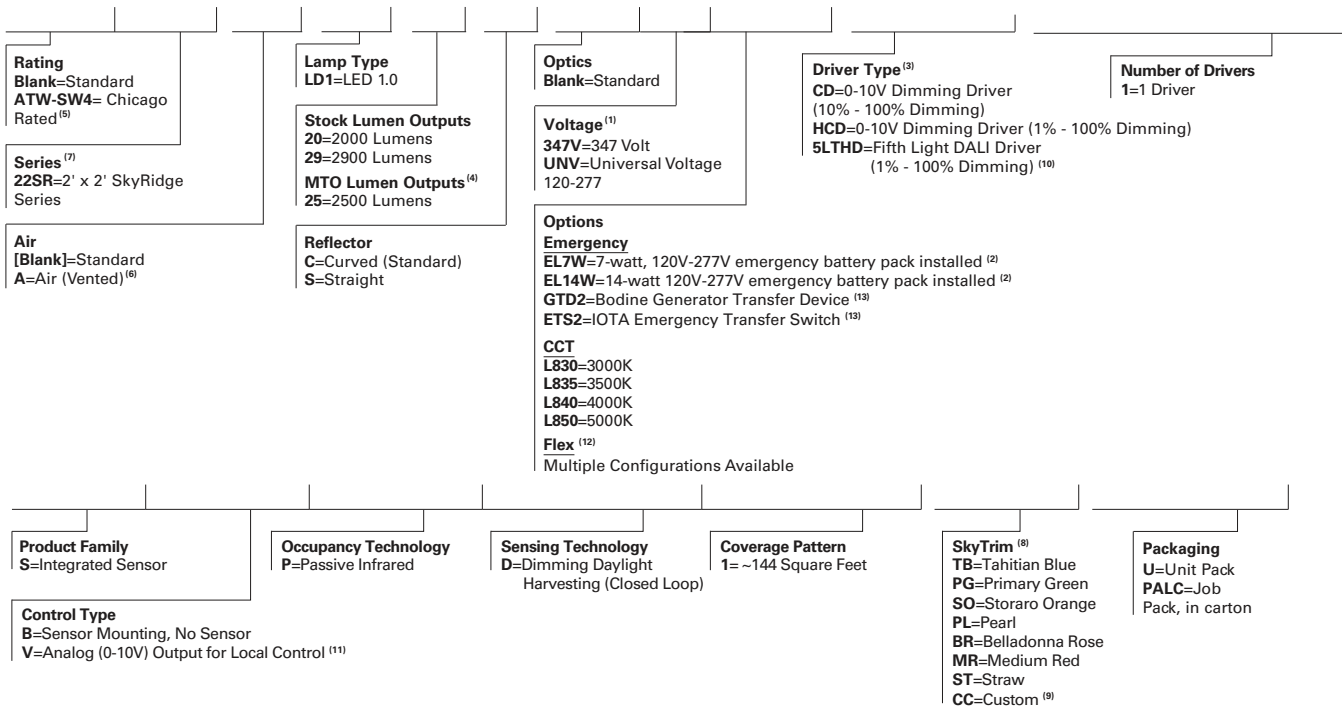 Rating
Blank=Standard
ATW-SW4= Chicago
Rated (5)
Series (7)
22SR=2' x 2' SkyRidge
Series
Air
[Blank]=Standard
A=Air (Vented) (6)
Lamp Type
LD1=LED 1.0
Stock Lumen Outputs
20=2000 Lumens
29=2900 Lumens
MTO Lumen Outputs (4)
25=2500 Lumens
Reflector
C=Curved (Standard)
S=Straight
Optics
Blank=Standard
Voltage (1)
347V=347 Volt
UNV=Universal Voltage
120-277
Options
Emergency
EL7W=7-watt, 120V-277V emergency battery pack installed (2)
EL14W=14-watt 120V-277V emergency battery pack installed (2)
GTD2=Bodine Generator Transfer Device (13)
ETS2=IOTA Emergency Transfer Switch (13)
CCT
L830=3000K
L835=3500K
L840=4000K
L850=5000K
Flex (12)
Multiple Configurations Available
Driver Type (3)
CD=0-10V Dimming Driver
(10% - 100% Dimming)
HCD=0-10V Dimming Driver (1% - 100% Dimming)
5LTHD=Fifth Light DALI Driver
(1% - 100% Dimming) (10)
Number of Drivers
1=1 Driver
Product Family
S=Integrated Sensor
Control Type
B=Sensor Mounting, No Sensor
V=Analog (0-10V) Output for Local Control (11)
Occupancy Technology
P=Passive Infrared
Sensing Technology
D=Dimming Daylight
Harvesting (Closed Loop)
Coverage Pattern
1= ~144 Square Feet
SkyTrim (8)
TB=Tahitian Blue
PG=Primary Green
SO=Storaro Orange
PL=Pearl
BR=Belladonna Rose
MR=Medium Red
ST=Straw
CC=Custom (9)
Packaging
U=Unit Pack
PALC=Job
Pack, in carton